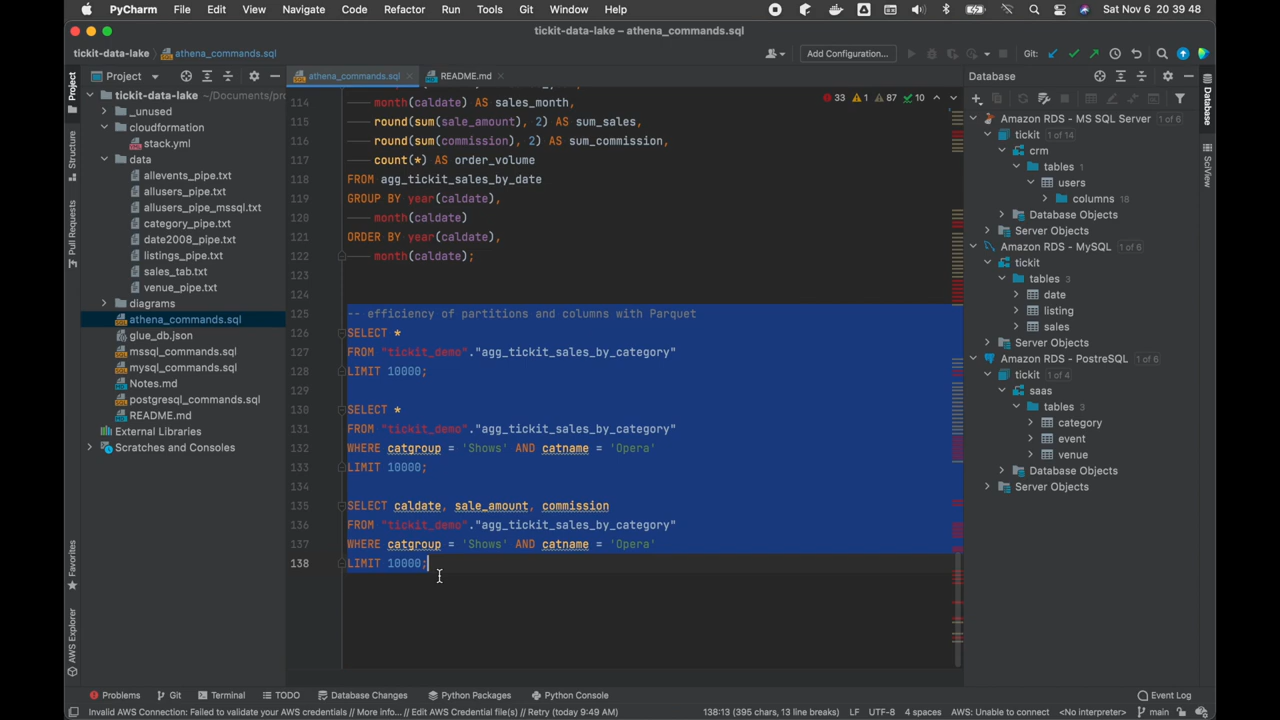 PyCharm File Edit View Navigate Code Refactor Run Tools Git Window Help Sat Nov 6 20 39 48
tickit-data-lake – athena_commands.sql
tickit-data-lake athena_commands.sql Add Configuration... Git:
Project athena_commands.sql README.md Database
tickit-data-lake ~/Documents/pro
_unused
cloudformation
stack.yml
data
allevents_pipe.txt
allusers_pipe.txt
allusers_pipe_mssql.txt
category_pipe.txt
date2008_pipe.txt
listings_pipe.txt
sales_tab.txt
venue_pipe.txt
diagrams
athena_commands.sql
glue_db.json
mssql_commands.sql
mysql_commands.sql
Notes.md
postgresql_commands.sql
README.md
External Libraries
Scratches and Consoles
Project
Structure
Pull Requests
Favorites
AWS Explorer
33 1 87 10
114 month(caldate) AS sales_month,
115 round(sum(sale_amount), 2) AS sum_sales,
116 round(sum(commission), 2) AS sum_commission,
117 count(*) AS order_volume
118 FROM agg_tickit_sales_by_date
119 GROUP BY year(caldate),
120 month(caldate)
121 ORDER BY year(caldate),
122 month(caldate);
123
124
125 -- efficiency of partitions and columns with Parquet
126 SELECT *
127 FROM "tickit_demo"."agg_tickit_sales_by_category"
128 LIMIT 10000;
129
130 SELECT *
131 FROM "tickit_demo"."agg_tickit_sales_by_category"
132 WHERE catgroup = 'Shows' AND catname = 'Opera'
133 LIMIT 10000;
134
135 SELECT caldate, sale_amount, commission
136 FROM "tickit_demo"."agg_tickit_sales_by_category"
137 WHERE catgroup = 'Shows' AND catname = 'Opera'
138 LIMIT 10000;
Amazon RDS - MS SQL Server 1 of 6
tickit 1 of 14
crm
tables 1
users
columns 18
Database Objects
Server Objects
Amazon RDS - MySQL 1 of 6
tickit
tables 3
date
listing
sales
Server Objects
Amazon RDS - PostreSQL 1 of 6
tickit 1 of 4
saas
tables 3
category
event
venue
Database Objects
Server Objects
Database
SciView
Problems Git Terminal TODO Database Changes Python Packages Python Console Event Log
Invalid AWS Connection: Failed to validate your AWS credentials // More info... // Edit AWS Credential file(s) // Retry (today 9:49 AM) 138:13 (395 chars, 13 line breaks) LF UTF-8 4 spaces AWS: Unable to connect <No interpreter> main